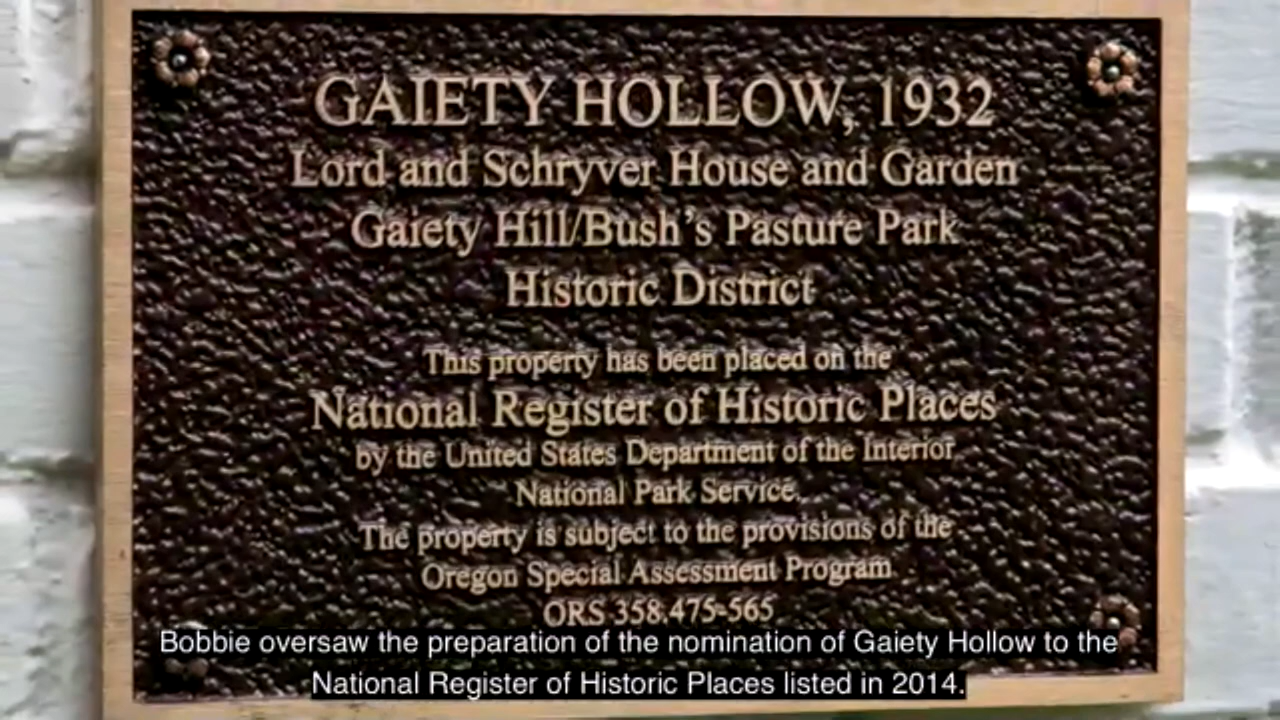 GAIETY HOLLOW, 1932
Lord and Schryver House and Garden
Gaiety Hill/Bush's Pasture Park
Historic District
This property has been placed on the
National Register of Historic Places
by the United States Department of the Interior
National Park Service.
The property is subject to the provisions of the
Oregon Special Assessment Program
ORS 358.475-565
Bobbie oversaw the preparation of the nomination of Gaiety Hollow to the
National Register of Historic Places listed in 2014.